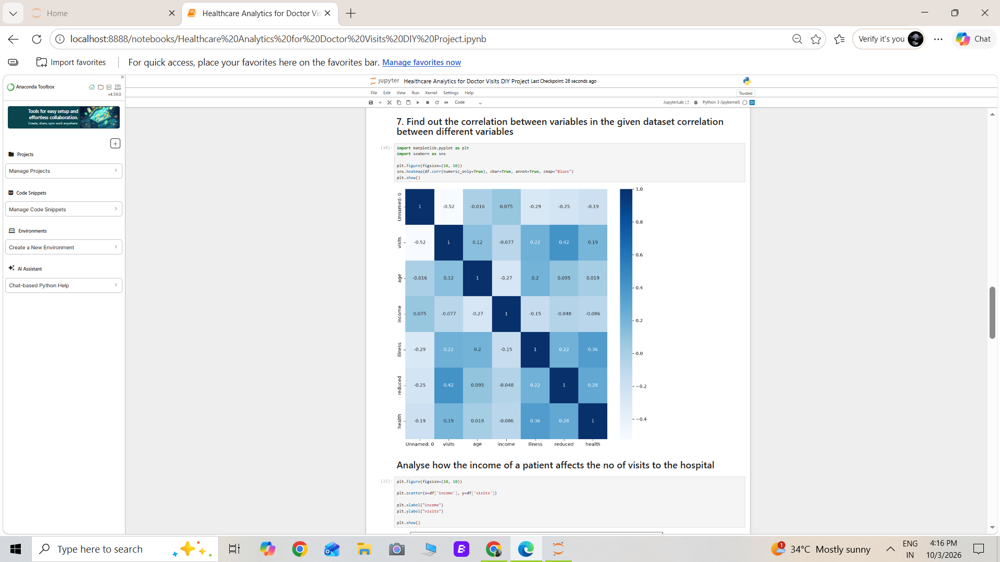 Home
Healthcare Analytics for Doctor Vis
localhost:8888/notebooks/Healthcare%20Analytics%20for%20Doctor%20Visits%20DIY%20Project.ipynb
Verify it's you
Chat
Import favorites
For quick access, place your favorites here on the favorites bar. Manage favorites now
Anaconda Toolbox
v4.59.0
Tools for easy setup and
effortless collaboration.
Create, share, sync work anywhere.
Projects
Manage Projects
Code Snippets
Manage Code Snippets
Environments
Create a New Environment
AI Assistant
Chat-based Python Help
jupyter Healthcare Analytics for Doctor Visits DIY Project Last Checkpoint: 26 seconds ago
File Edit View Run Kernel Settings Help
Trusted
Code
JupyterLab
Python 3 (ipykernel)
7. Find out the correlation between variables in the given dataset correlation
between different variables
[18]:
import matplotlib.pyplot as plt
import seaborn as sns
plt.figure(figsize=(10, 10))
sns.heatmap(df.corr(numeric_only=True), cbar=True, annot=True, cmap="Blues")
plt.show()
Unnamed: 0 1 -0.52 -0.016 0.075 -0.29 -0.25 -0.19
visits -0.52 1 0.12 -0.077 0.22 0.42 0.19
age -0.016 0.12 1 -0.27 0.2 0.095 0.019
income 0.075 -0.077 -0.27 1 -0.15 -0.048 -0.086
illness -0.29 0.22 0.2 -0.15 1 0.22 0.36
reduced -0.25 0.42 0.095 -0.048 0.22 1 0.28
health -0.19 0.19 0.019 -0.086 0.36 0.28 1
Unnamed: 0 visits age income illness reduced health
1.0
0.8
0.6
0.4
0.2
0.0
−0.2
−0.4
Analyse how the income of a patient affects the no of visits to the hospital
[22]:
plt.figure(figsize=(10, 10))
plt.scatter(x=df['income'], y=df['visits'])
plt.xlabel("income")
plt.ylabel("visits")
plt.show()
Type here to search
1
34°C Mostly sunny
ENG
IN
4:16 PM
10/3/2026